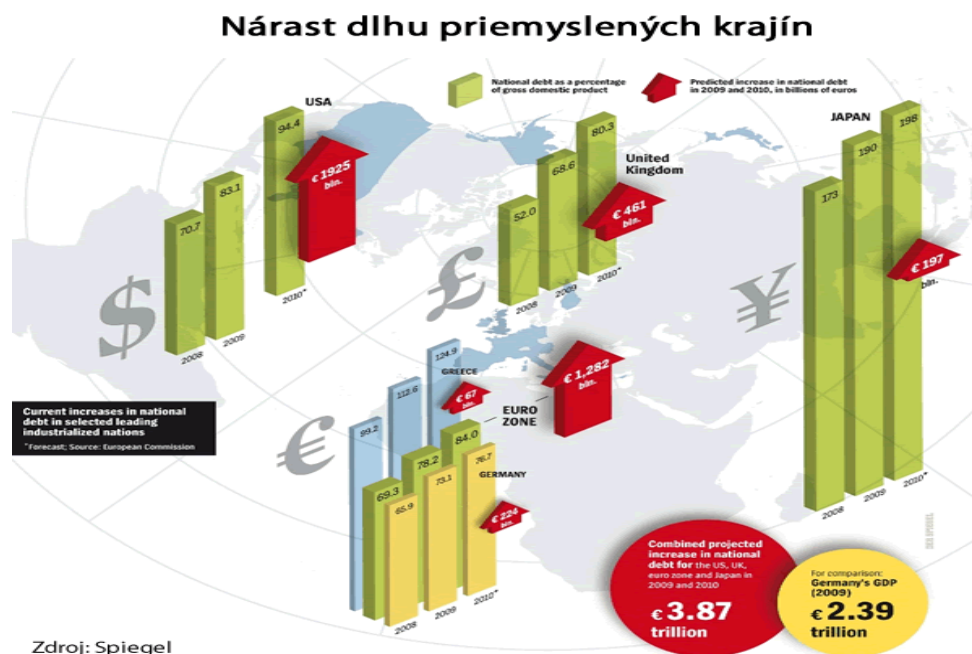 Nárast dlhu priemyslených krajín
National debt as a percentage
of gross domestic product
Predicted increase in national debt
in 2009 and 2010, in billions of euros
USA
70.7
83.1
94.4
€ 1925
bln.
2008
2009
2010*
$
United
Kingdom
52.0
68.6
80.3
€ 461
bln.
2008
2009
2010*
£
JAPAN
173
190
198
€ 197
bln.
2008
2009
2010*
¥
Current increases in national
debt in selected leading
industrialized nations
*Forecast; Source: European Commission
€
GREECE
99.2
112.6
124.9
€ 67
bln.
EURO
ZONE
69.3
78.2
84.0
€ 1,282
bln.
GERMANY
65.9
73.1
76.7
€ 224
bln.
2008
2009
2010*
Combined projected
increase in national
debt for the US, UK,
euro zone and Japan in
2009 and 2010
€ 3.87
trillion
For comparison:
Germany's GDP
(2009)
€ 2.39
trillion
DER SPIEGEL
Zdroj: Spiegel